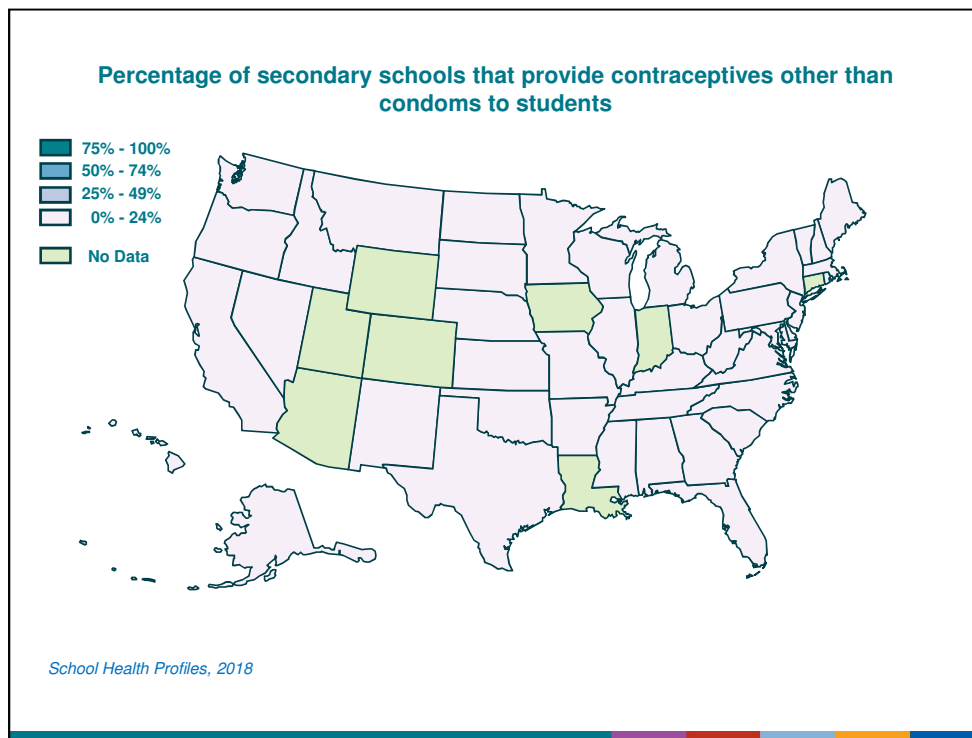 Percentage of secondary schools that provide contraceptives other than
condoms to students
75% - 100%
50% - 74%
25% - 49%
0% - 24%
No Data
School Health Profiles, 2018